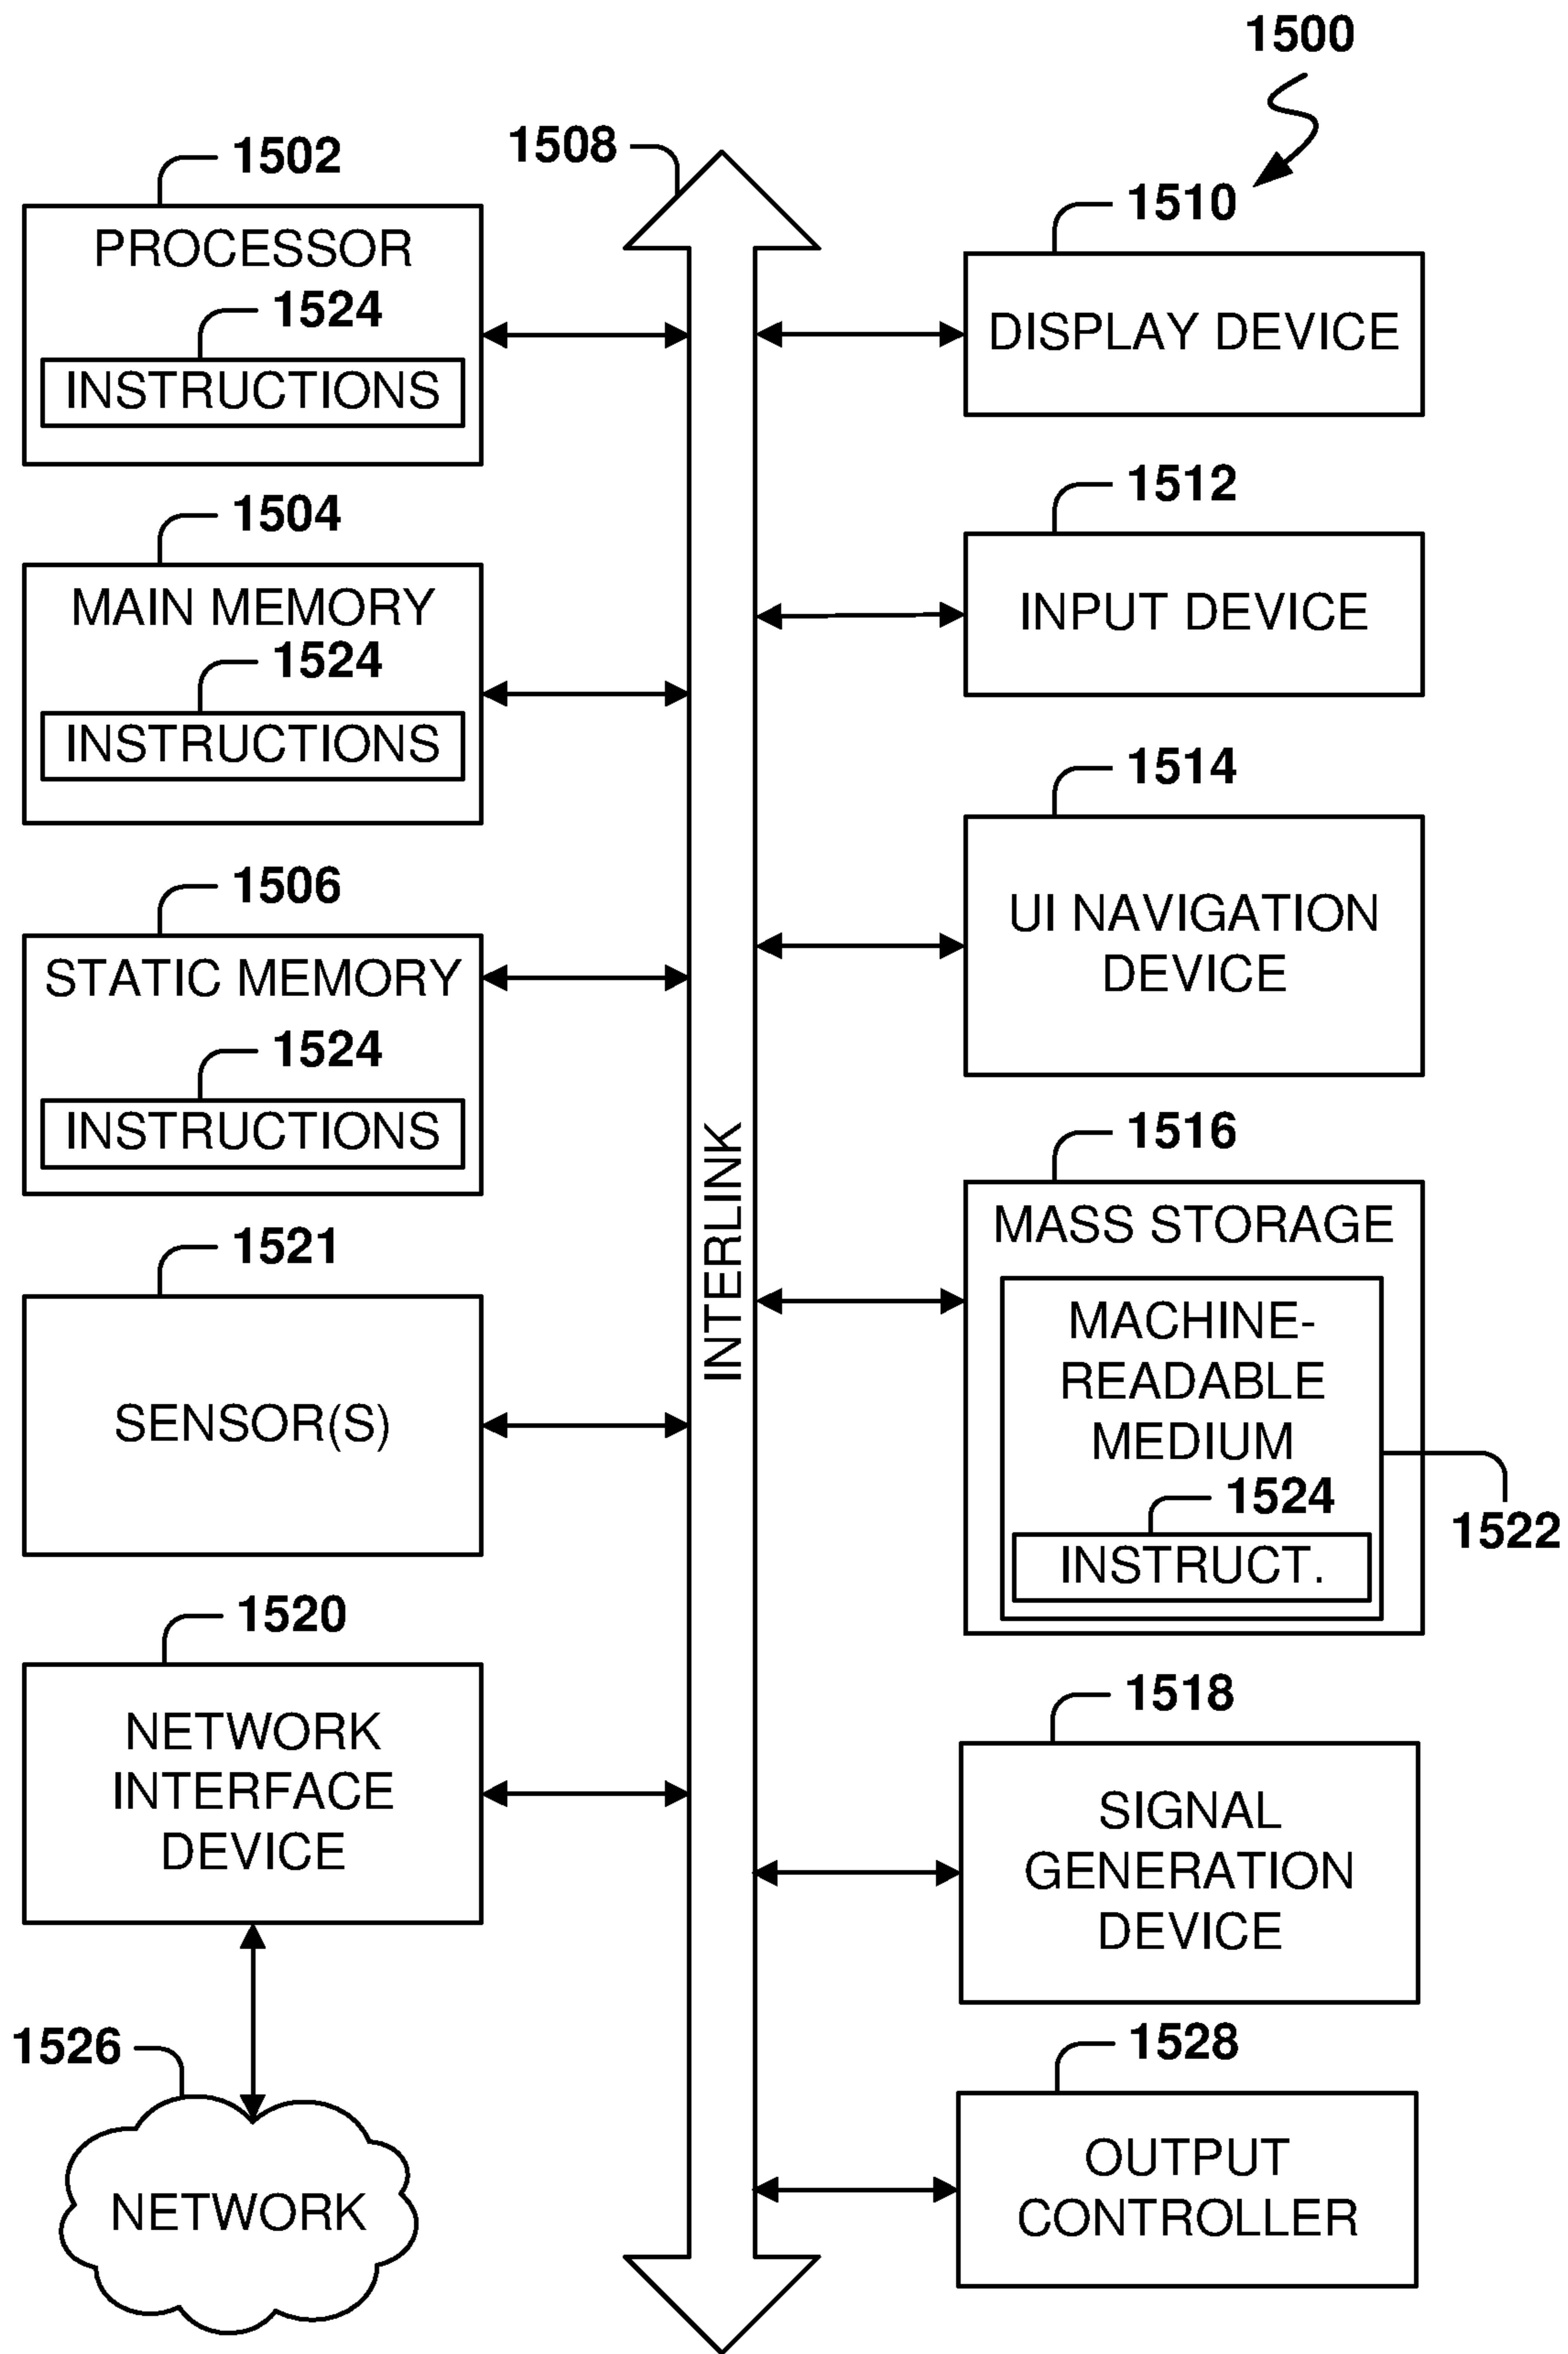 1500
1502
PROCESSOR
1524
INSTRUCTIONS
1504
MAIN MEMORY
1524
INSTRUCTIONS
1506
STATIC MEMORY
1524
INSTRUCTIONS
1521
SENSOR(S)
1520
NETWORK
INTERFACE
DEVICE
1526
NETWORK
1508
INTERLINK
1510
DISPLAY DEVICE
1512
INPUT DEVICE
1514
UI NAVIGATION
DEVICE
1516
MASS STORAGE
MACHINE-
READABLE
MEDIUM
1524
INSTRUCT.
1522
1518
SIGNAL
GENERATION
DEVICE
1528
OUTPUT
CONTROLLER